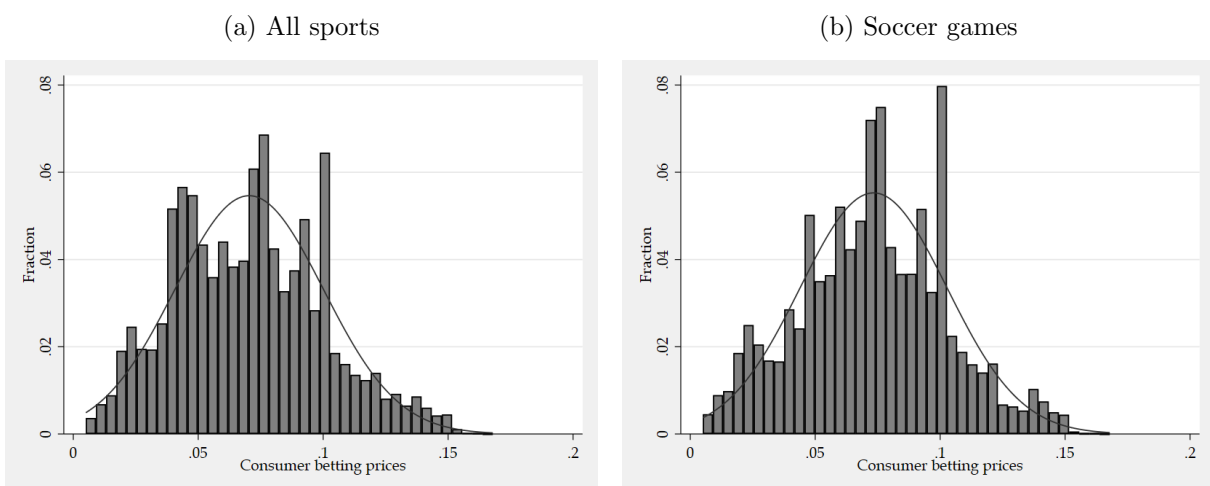 (a) All sports
.08
.06
.04
.02
0
Fraction
0 .05 .1 .15 .2
Consumer betting prices
(b) Soccer games
.08
.06
.04
.02
0
Fraction
0 .05 .1 .15 .2
Consumer betting prices